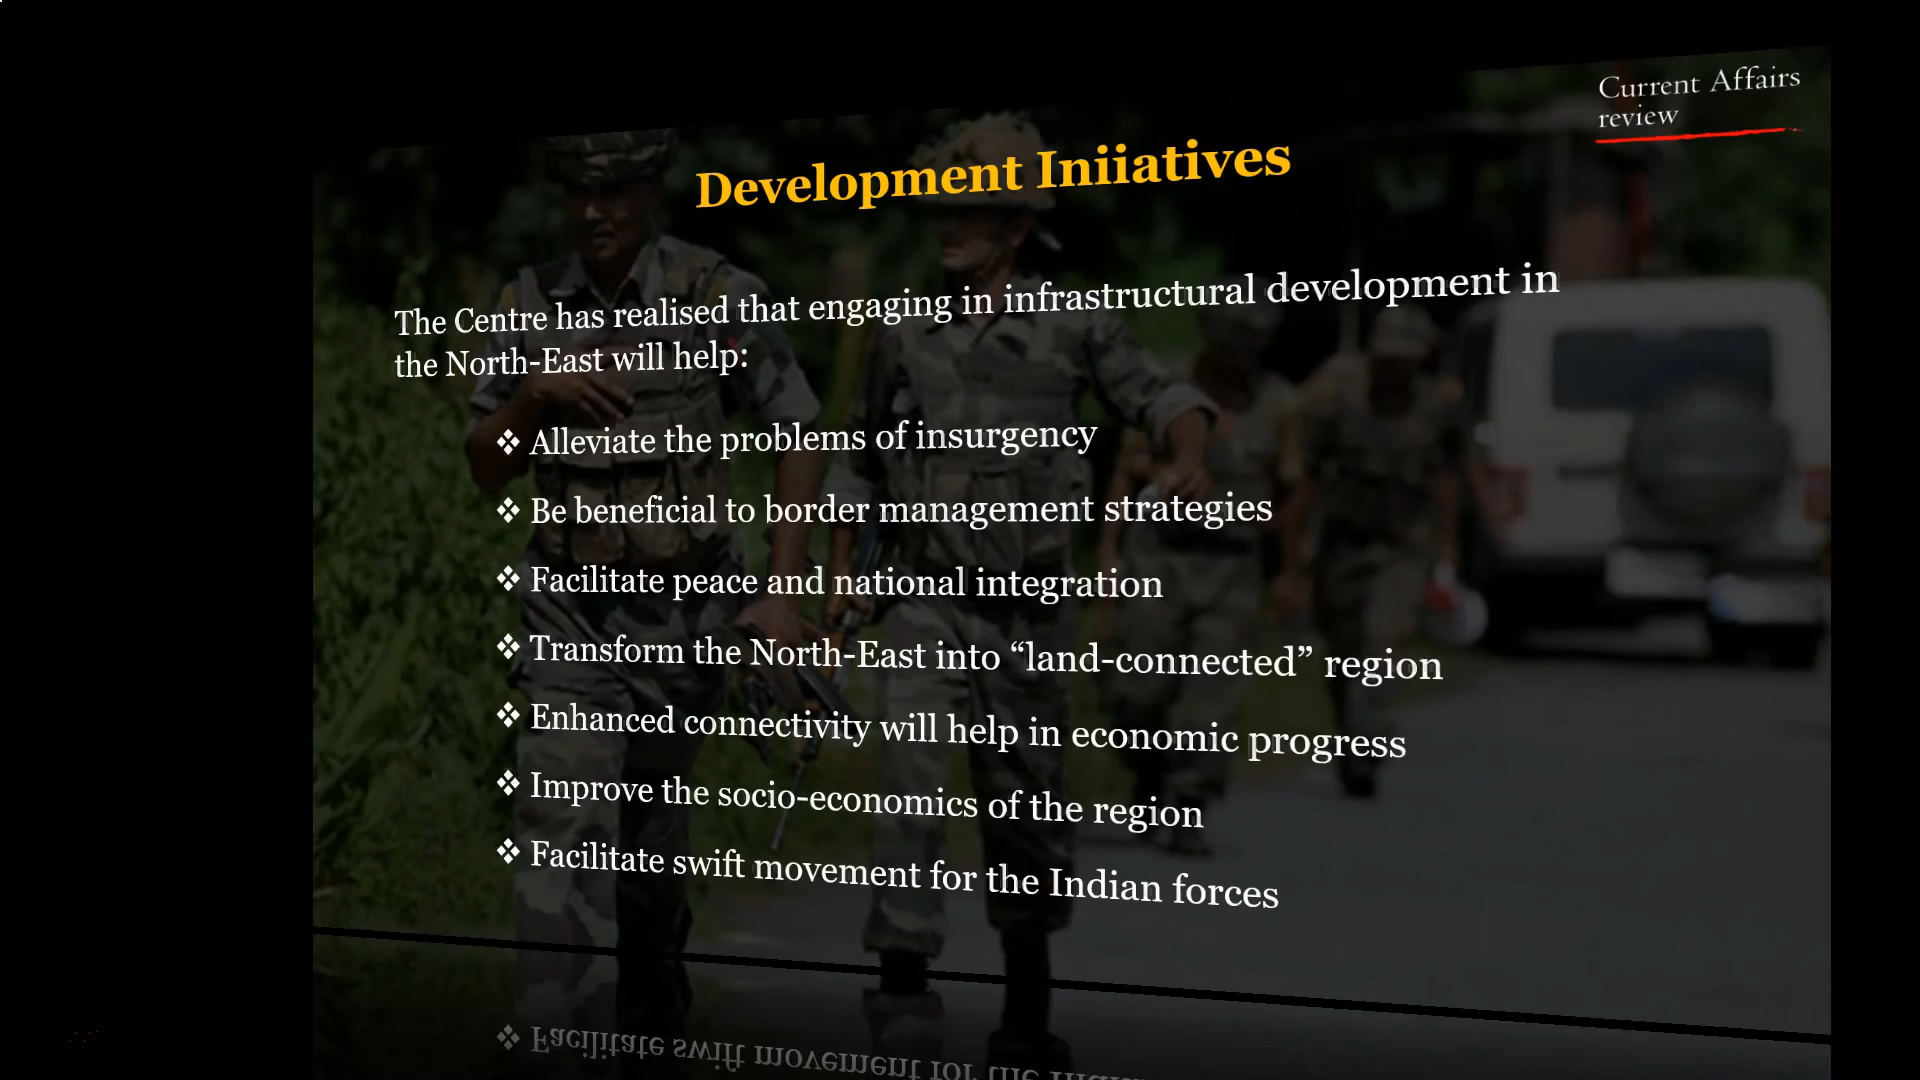 Current Affairs
review
Development Iniiatives
The Centre has realised that engaging in infrastructural development in
the North-East will help:
❖ Alleviate the problems of insurgency
❖ Be beneficial to border management strategies
❖ Facilitate peace and national integration
❖ Transform the North-East into “land-connected” region
❖ Enhanced connectivity will help in economic progress
❖ Improve the socio-economics of the region
❖ Facilitate swift movement for the Indian forces